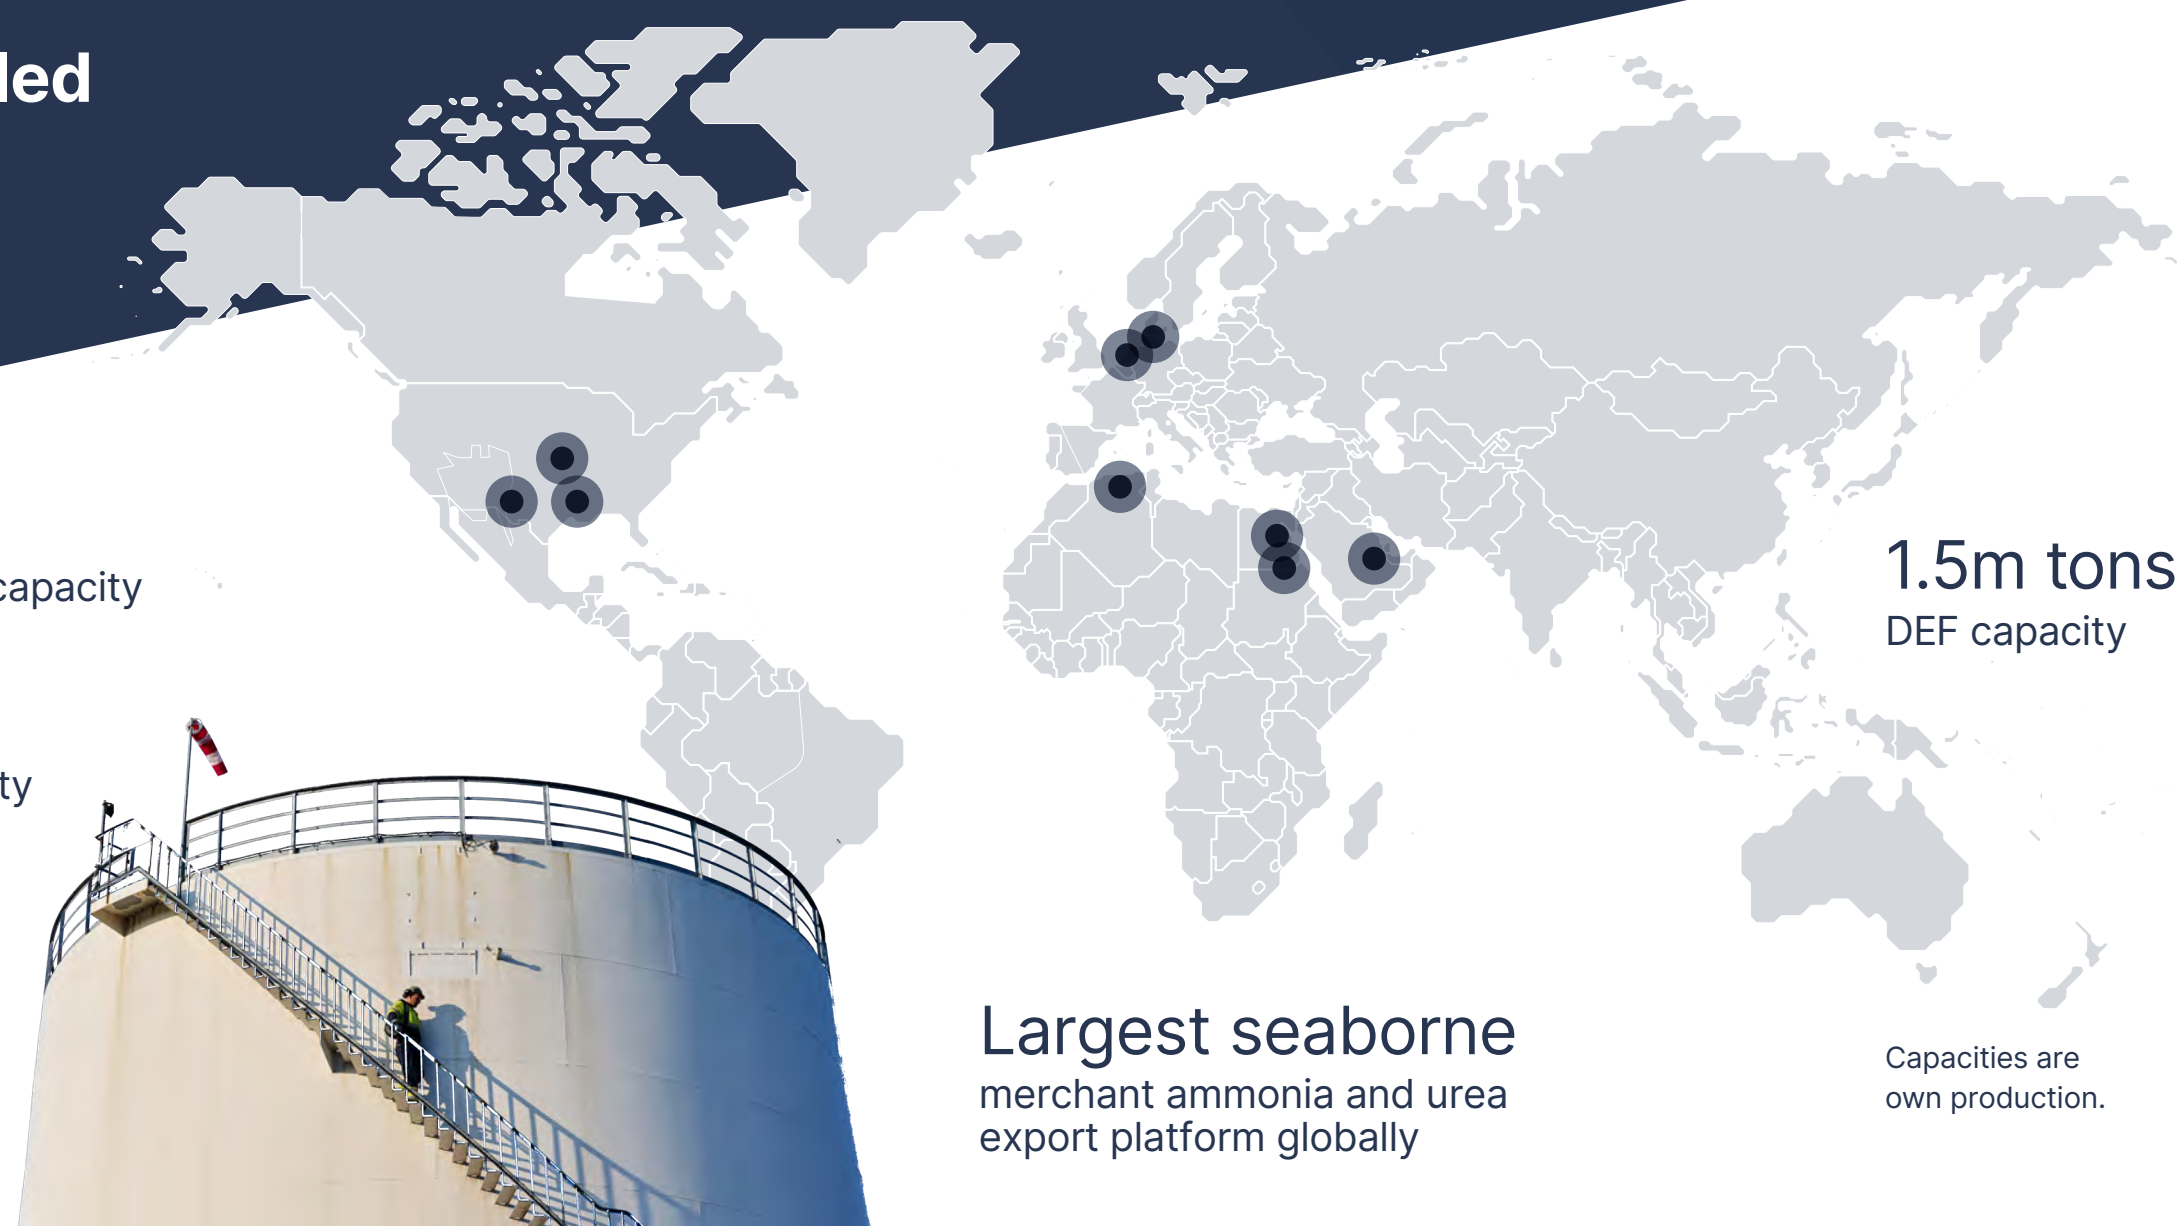 led
capacity
ty
1.5m tons
DEF capacity
Largest seaborne
merchant ammonia and urea
export platform globally
Capacities are
own production.